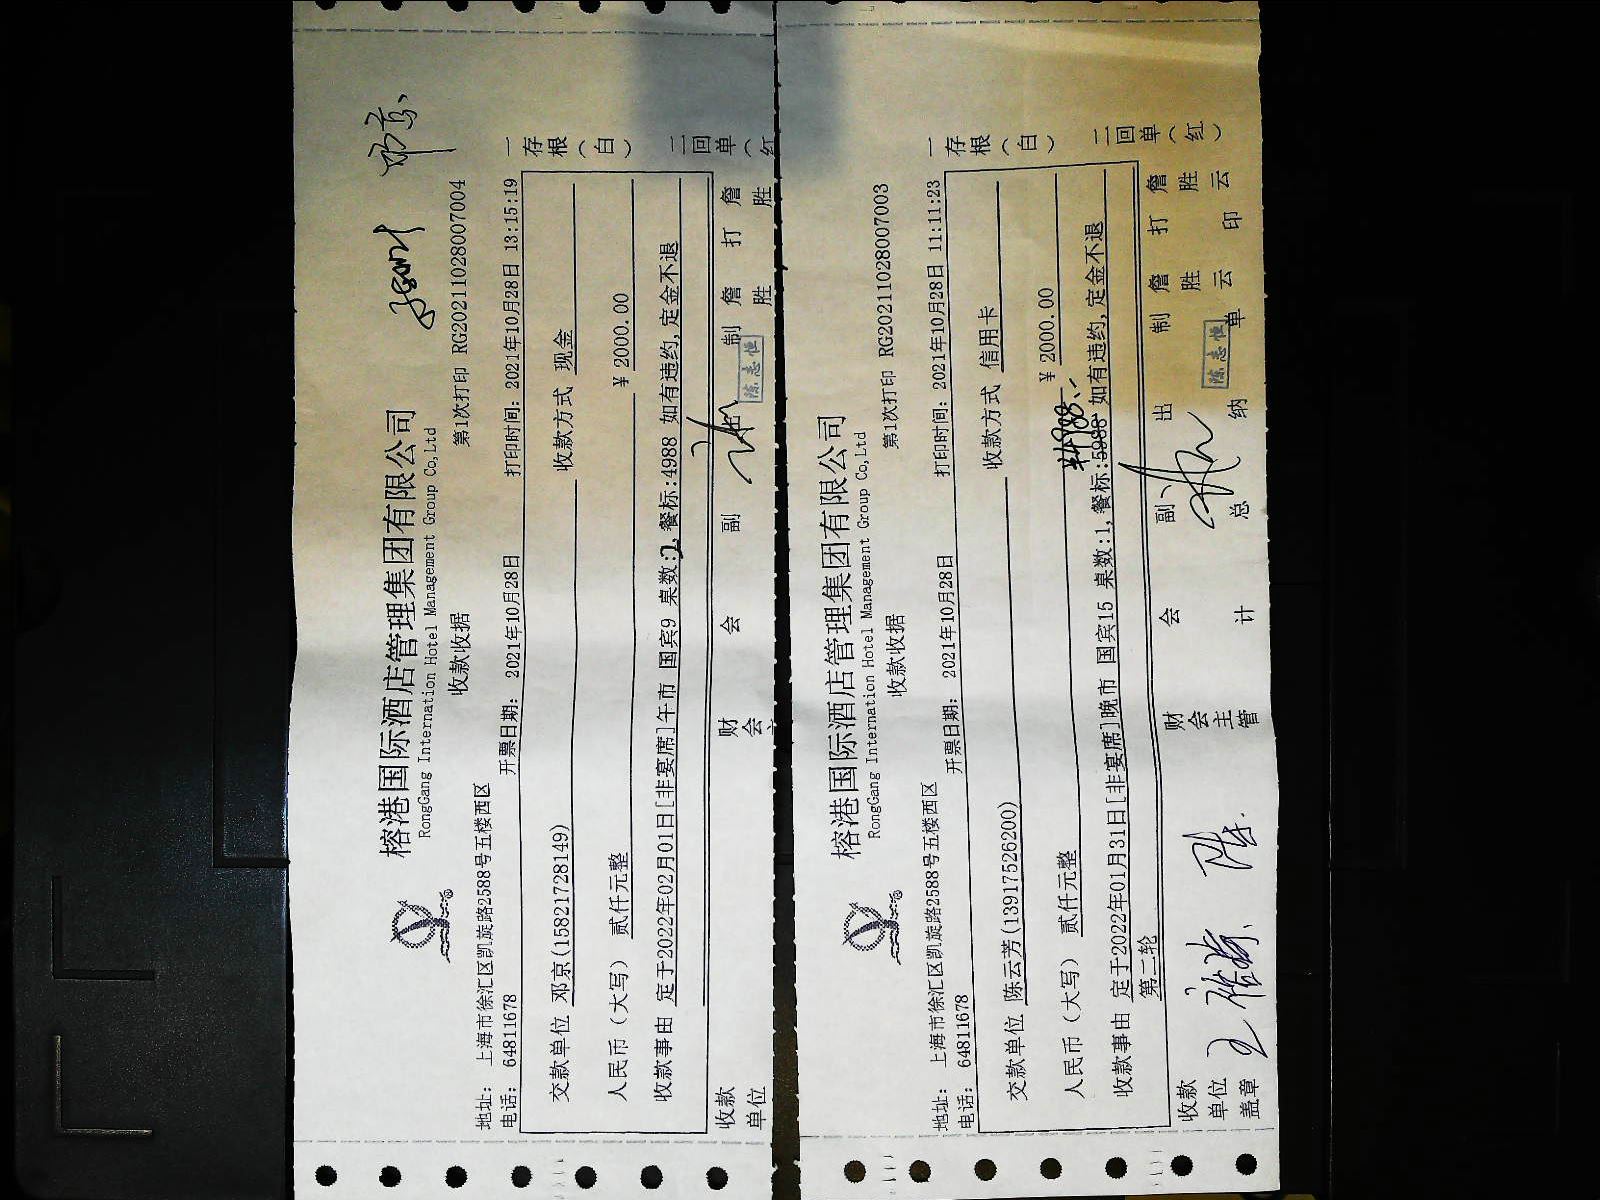 榕港国际酒店管理集团有限公司
RongGang Internation Hotel Management Group Co,Ltd
收款收据
第1次打印 RG20211028007004
地址: 上海市徐汇区凯旋路2588号五楼西区
电话: 64811678
开票日期: 2021年10月28日
打印时间: 2021年10月28日 13:15:19
交款单位 邓京(15821728149)
收款方式 现金
人民币(大写) 贰仟元整
¥ 2000.00
收款事由 定于2022年02月01日[非宴席]午市 国宾9 桌数:2,餐标:4988 如有违约,定金不退
收款单位
财会
会
副
出
制 詹胜
打 詹胜
陈志恒
一存根(白)
二回单(红
榕港国际酒店管理集团有限公司
RongGang Internation Hotel Management Group Co,Ltd
收款收据
第1次打印 RG20211028007003
地址: 上海市徐汇区凯旋路2588号五楼西区
电话: 64811678
开票日期: 2021年10月28日
打印时间: 2021年10月28日 11:11:23
交款单位 陈云芳(13917526200)
收款方式 信用卡
人民币(大写) 贰仟元整
¥ 2000.00
¥4988
收款事由 定于2022年01月31日[非宴席]晚市 国宾15 桌数:1,餐标:5988 如有违约,定金不退
第二轮
收款单位盖章
财会主管
会计
副总
出纳
制单 詹胜云
打印 詹胜云
陈志恒
一存根(白)
二回单(红)